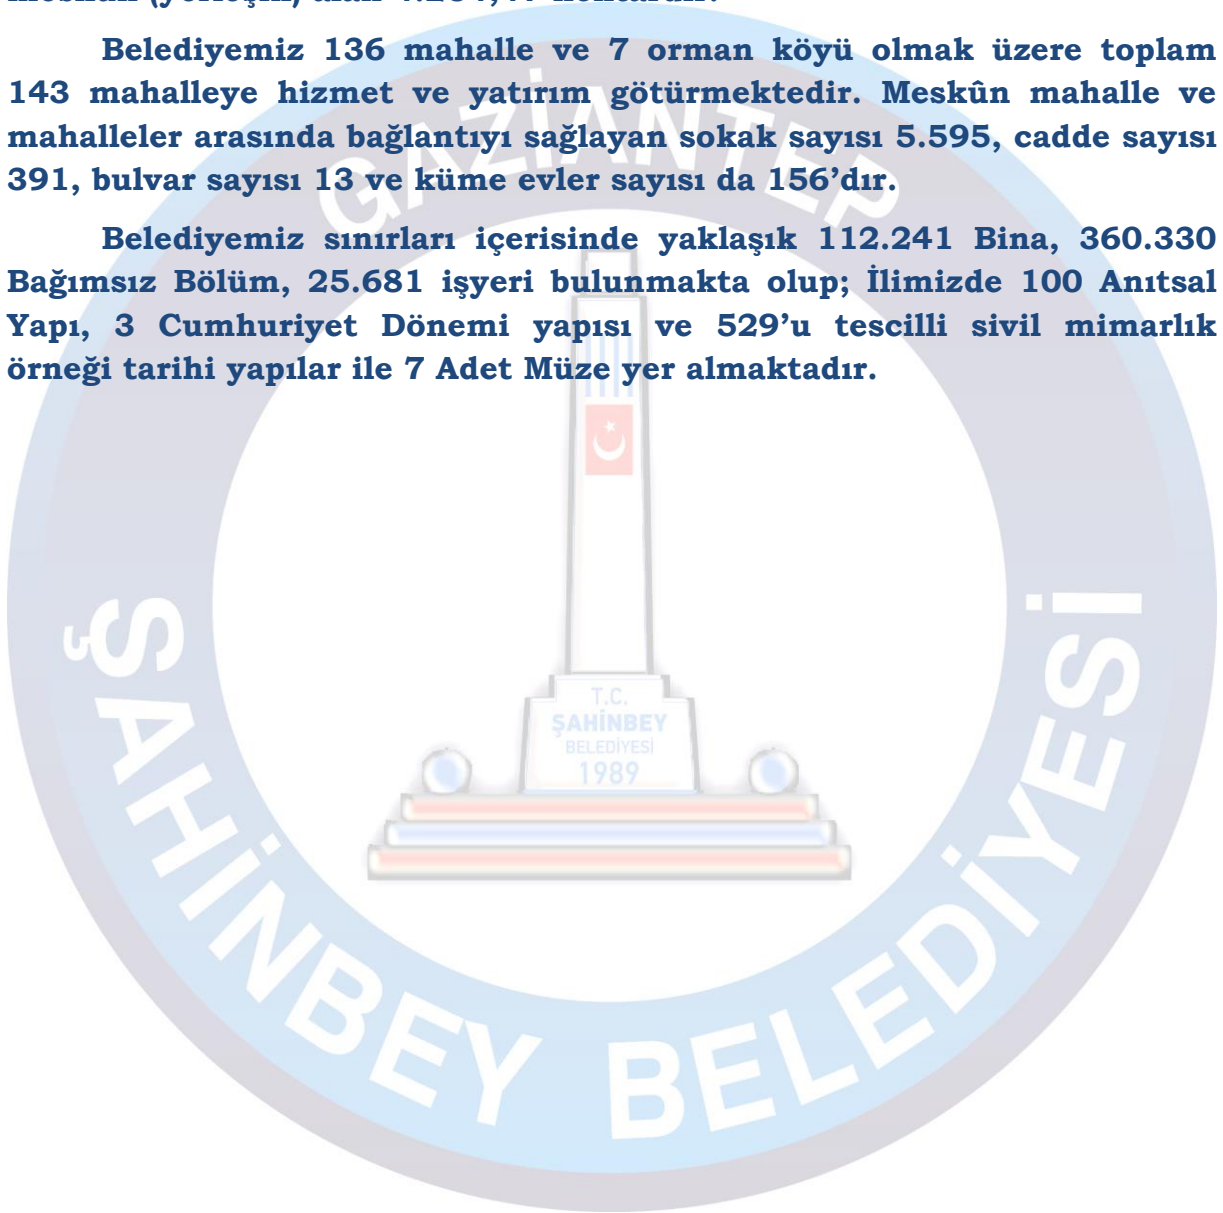 Belediyemiz 136 mahalle ve 7 orman köyü olmak üzere toplam
143 mahalleye hizmet ve yatırım götürmektedir. Meskûn mahalle ve
mahalleler arasında bağlantıyı sağlayan sokak sayısı 5.595, cadde sayısı
391, bulvar sayısı 13 ve küme evler sayısı da 156’dır.
Belediyemiz sınırları içerisinde yaklaşık 112.241 Bina, 360.330
Bağımsız Bölüm, 25.681 işyeri bulunmakta olup; İlimizde 100 Anıtsal
Yapı, 3 Cumhuriyet Dönemi yapısı ve 529’u tescilli sivil mimarlık
örneği tarihi yapılar ile 7 Adet Müze yer almaktadır.
GAZİANTEP
T.C.
ŞAHİNBEY
BELEDİYESİ
1989
ŞAHİNBEY BELEDİYESİ